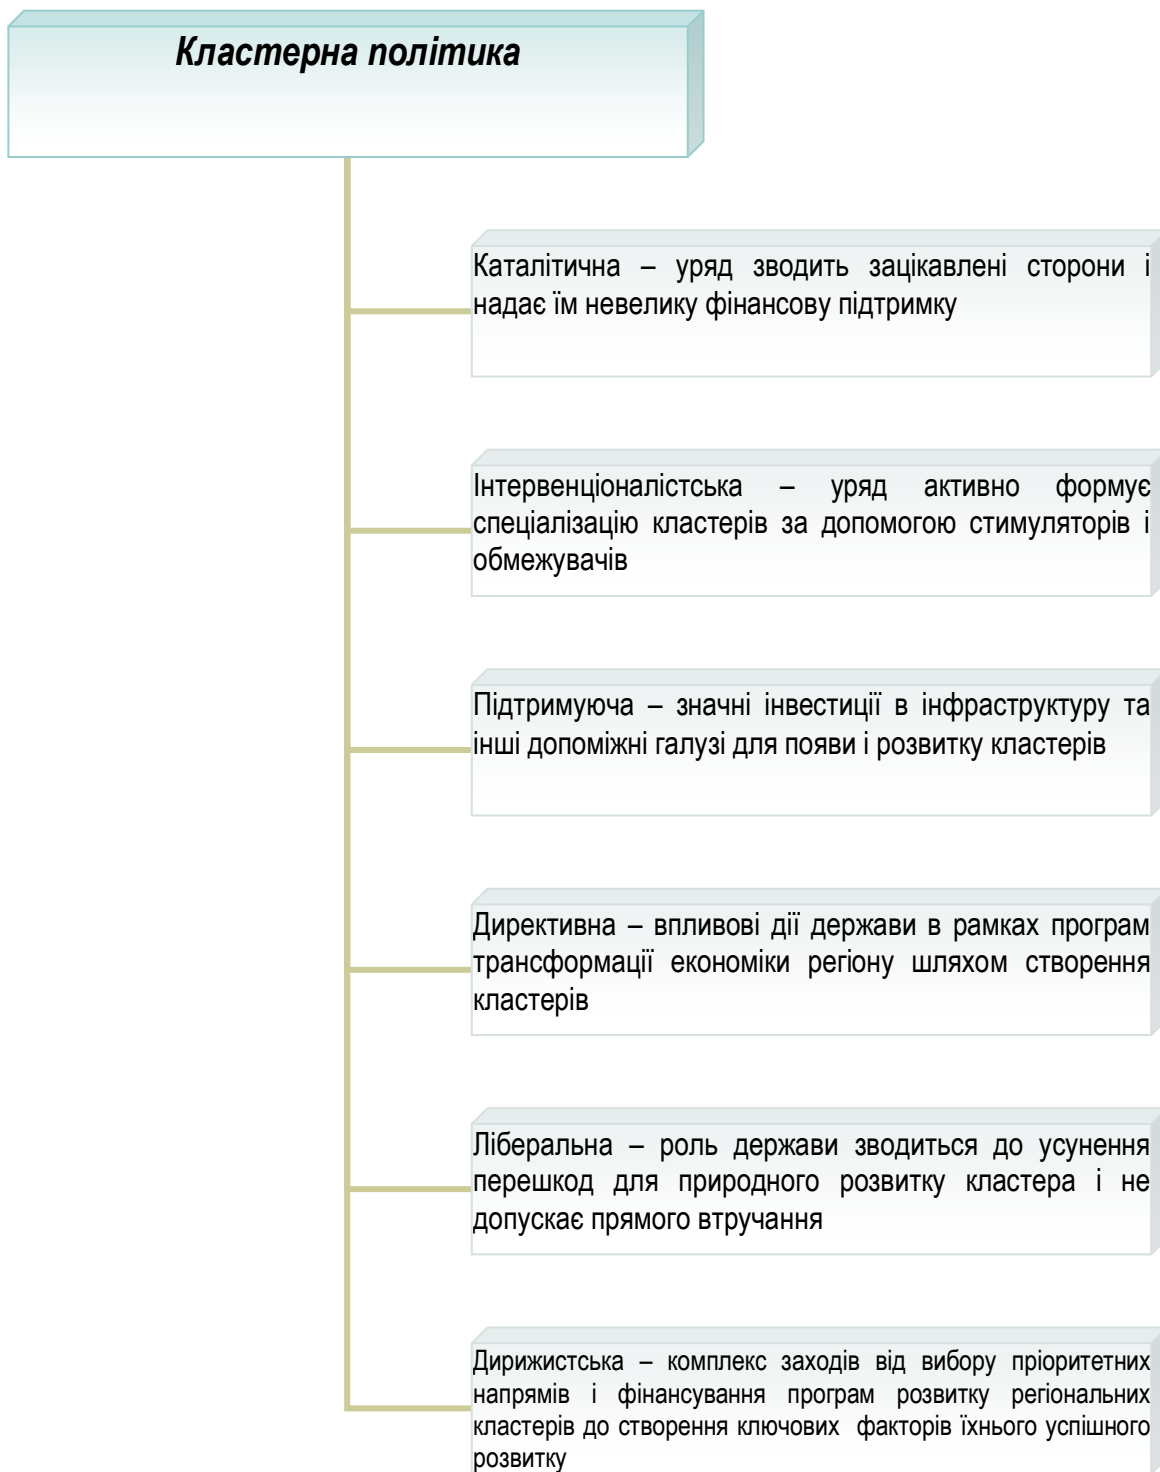 Кластерна політика
Каталітична – уряд зводить зацікавлені сторони і
надає їм невелику фінансову підтримку
Інтервенціоналістська – уряд активно формує
спеціалізацію кластерів за допомогою стимуляторів і
обмежувачів
Підтримуюча – значні інвестиції в інфраструктуру та
інші допоміжні галузі для появи і розвитку кластерів
Директивна – впливові дії держави в рамках програм
трансформації економіки регіону шляхом створення
кластерів
Ліберальна – роль держави зводиться до усунення
перешкод для природного розвитку кластера і не
допускає прямого втручання
Дирижистська – комплекс заходів від вибору пріоритетних
напрямів і фінансування програм розвитку регіональних
кластерів до створення ключових факторів їхнього успішного
розвитку